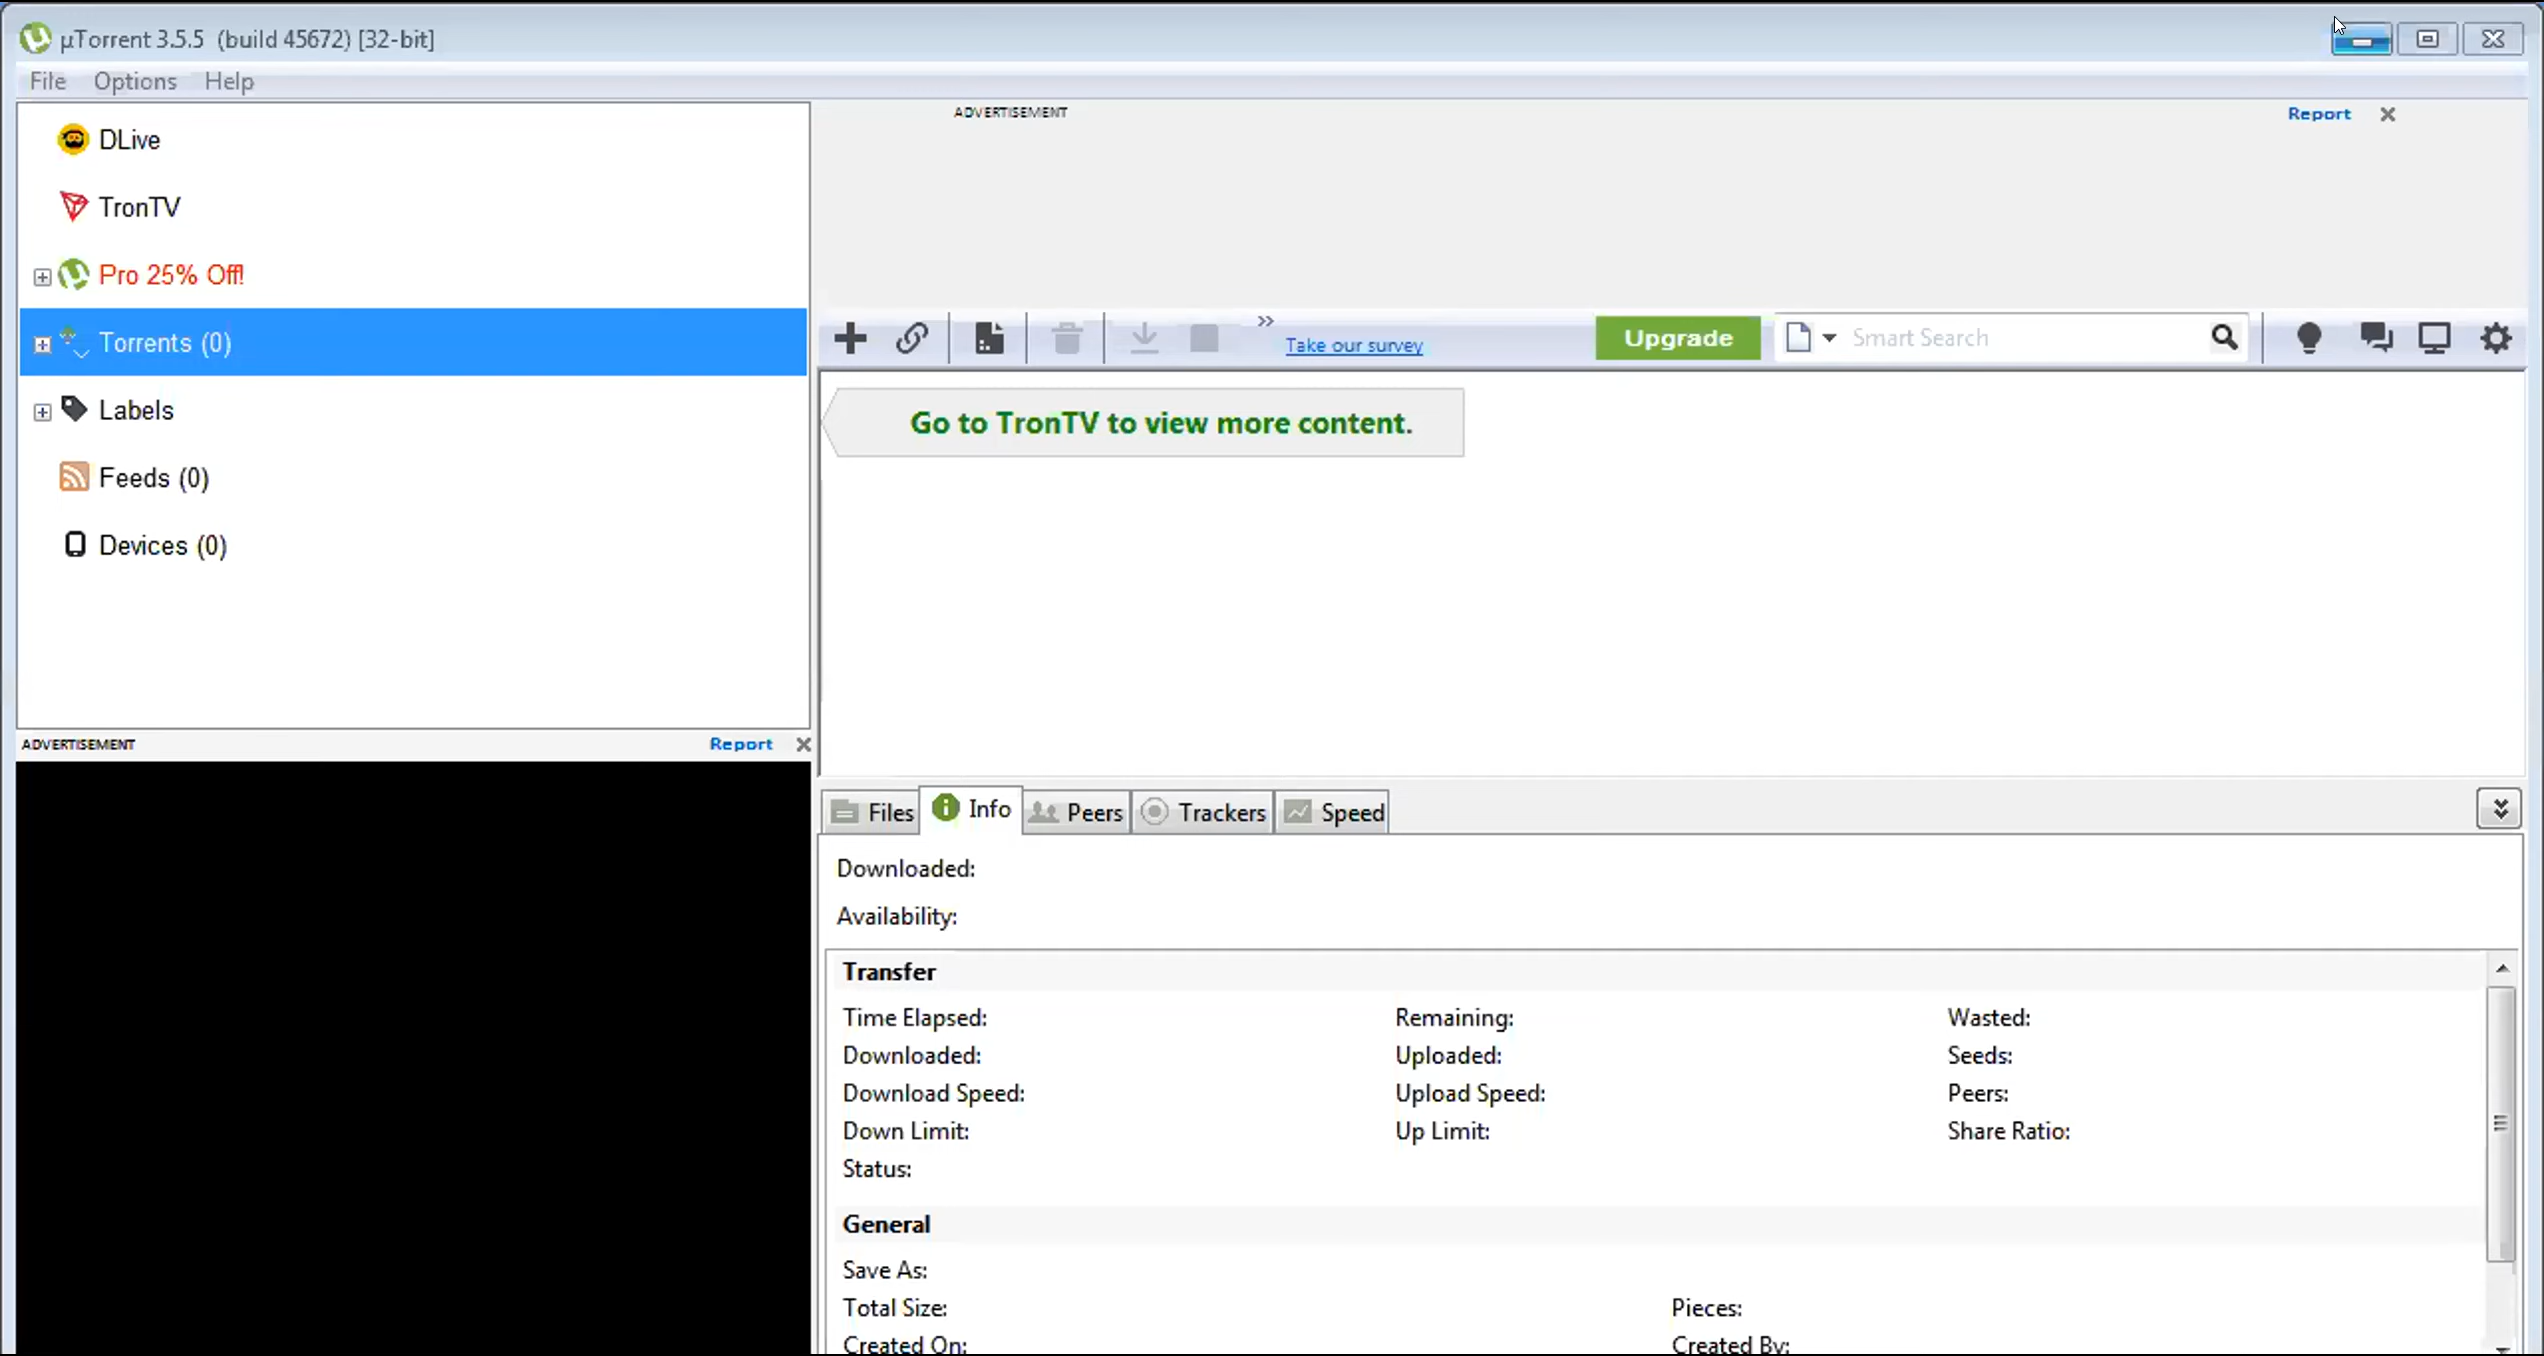 µTorrent 3.5.5 (build 45672) [32-bit]
File Options Help
DLive
TronTV
Pro 25% Off!
Torrents (0)
Labels
Feeds (0)
Devices (0)
ADVERTISEMENT Report
ADVERTISEMENT Report
Take our survey
Upgrade
Smart Search
Go to TronTV to view more content.
Files Info Peers Trackers Speed
Downloaded:
Availability:
Transfer
Time Elapsed: Remaining: Wasted:
Downloaded: Uploaded: Seeds:
Download Speed: Upload Speed: Peers:
Down Limit: Up Limit: Share Ratio:
Status:
General
Save As:
Total Size: Pieces:
Created On: Created By: